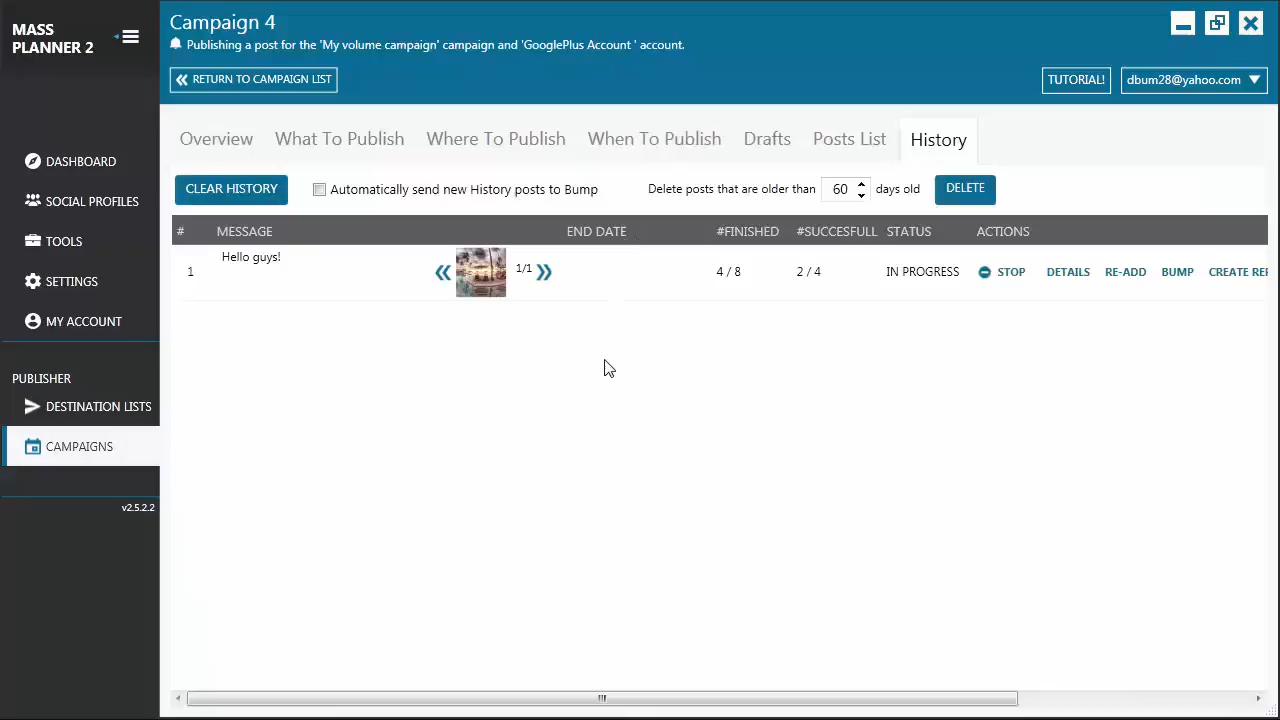 MASS
PLANNER 2
Campaign 4
Publishing a post for the 'My volume campaign' campaign and 'GooglePlus Account ' account.
RETURN TO CAMPAIGN LIST
TUTORIAL!
dbum28@yahoo.com
Overview
What To Publish
Where To Publish
When To Publish
Drafts
Posts List
History
DASHBOARD
SOCIAL PROFILES
TOOLS
SETTINGS
MY ACCOUNT
PUBLISHER
DESTINATION LISTS
CAMPAIGNS
v2.5.2.2
CLEAR HISTORY
Automatically send new History posts to Bump
Delete posts that are older than 60 days old
DELETE
# MESSAGE END DATE #FINISHED #SUCCESFULL STATUS ACTIONS
1 Hello guys! 1/1 4 / 8 2 / 4 IN PROGRESS STOP DETAILS RE-ADD BUMP CREATE REP